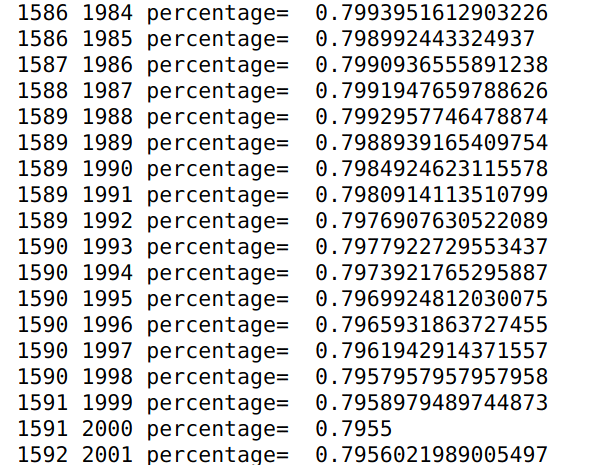 1586 1984 percentage=  0.7993951612903226
1586 1985 percentage=  0.798992443324937
1587 1986 percentage=  0.7990936555891238
1588 1987 percentage=  0.7991947659788626
1589 1988 percentage=  0.7992957746478874
1589 1989 percentage=  0.7988939165409754
1589 1990 percentage=  0.7984924623115578
1589 1991 percentage=  0.7980914113510799
1589 1992 percentage=  0.7976907630522089
1590 1993 percentage=  0.7977922729553437
1590 1994 percentage=  0.7973921765295887
1590 1995 percentage=  0.7969924812030075
1590 1996 percentage=  0.7965931863727455
1590 1997 percentage=  0.7961942914371557
1590 1998 percentage=  0.7957957957957958
1591 1999 percentage=  0.7958979489744873
1591 2000 percentage=  0.7955
1592 2001 percentage=  0.7956021989005497